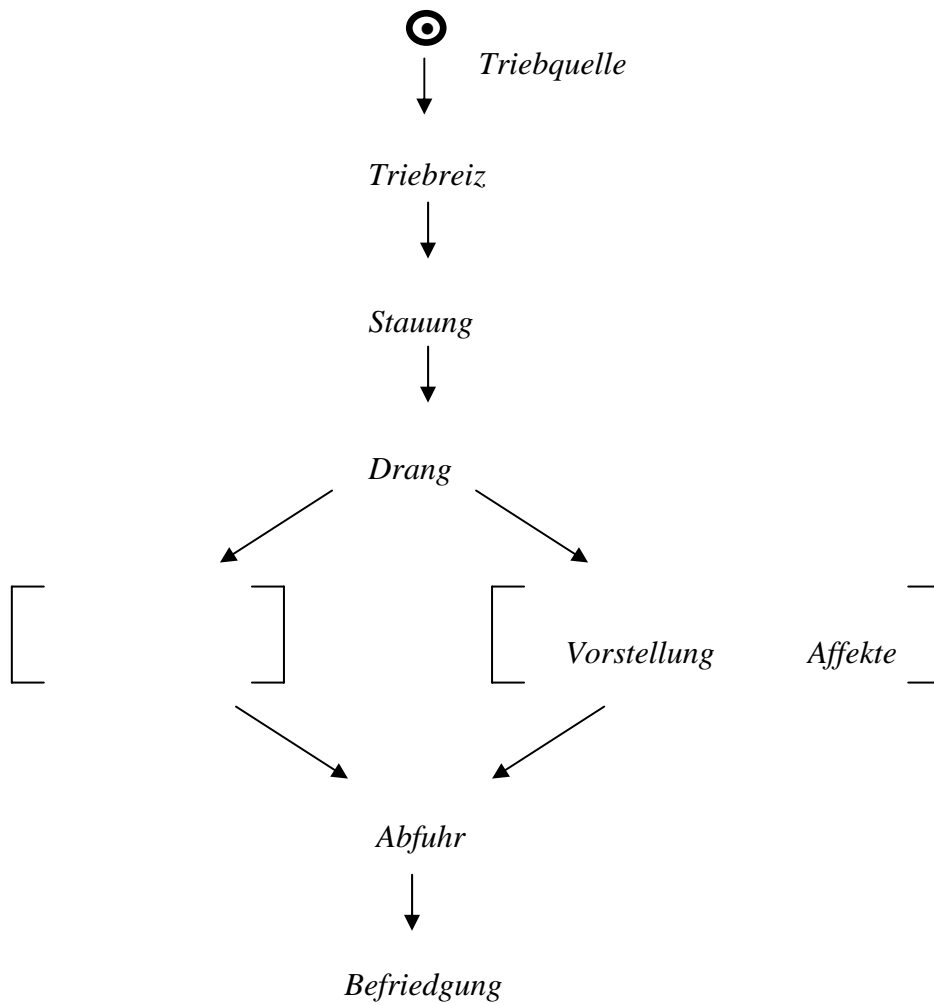 Triebquelle
Triebreiz
Stauung
Drang
Vorstellung Affekte
Abfuhr
Befriedgung